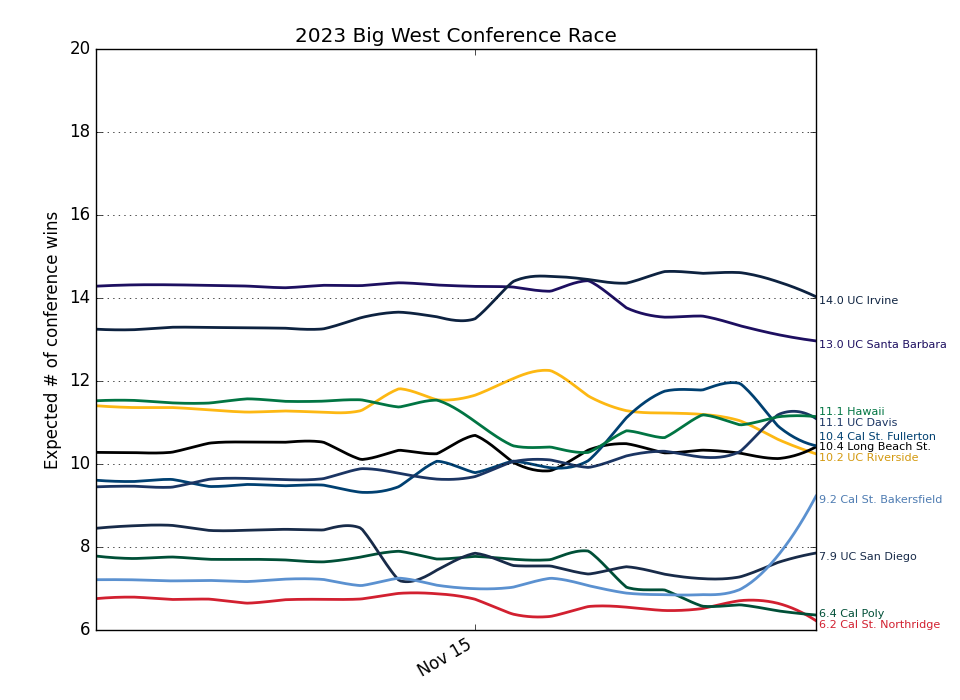 2023 Big West Conference Race
Expected # of conference wins
20
18
16
14
12
10
8
6
Nov 15
14.0 UC Irvine
13.0 UC Santa Barbara
11.1 Hawaii
11.1 UC Davis
10.4 Cal St. Fullerton
10.4 Long Beach St.
10.2 UC Riverside
9.2 Cal St. Bakersfield
7.9 UC San Diego
6.4 Cal Poly
6.2 Cal St. Northridge